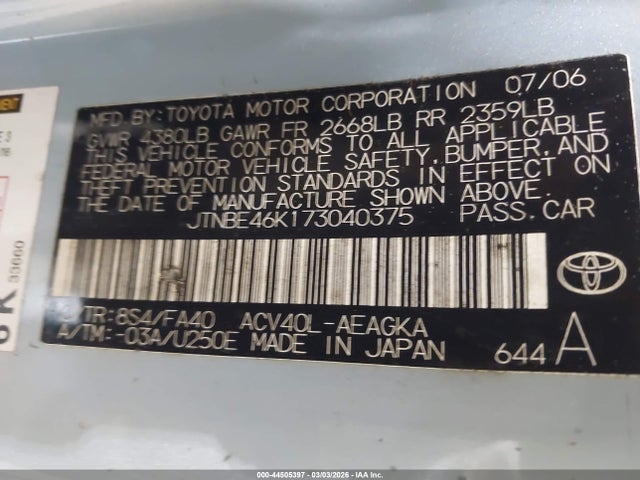 MFD. BY: TOYOTA MOTOR CORPORATION 07/06
GVWR 4380LB GAWR FR 2668LB RR 2359LB
THIS VEHICLE CONFORMS TO ALL APPLICABLE
FEDERAL MOTOR VEHICLE SAFETY, BUMPER, AND
THEFT PREVENTION STANDARDS IN EFFECT ON
THE DATE OF MANUFACTURE SHOWN ABOVE.
JTNBE46K173040375 PASS. CAR
/TR: 8S4/FA40 ACV40L-AEAGKA
A/TM:-03A/U250E MADE IN JAPAN
644 A
33660
000-44505397 - 03/03/2026 - IAA Inc.